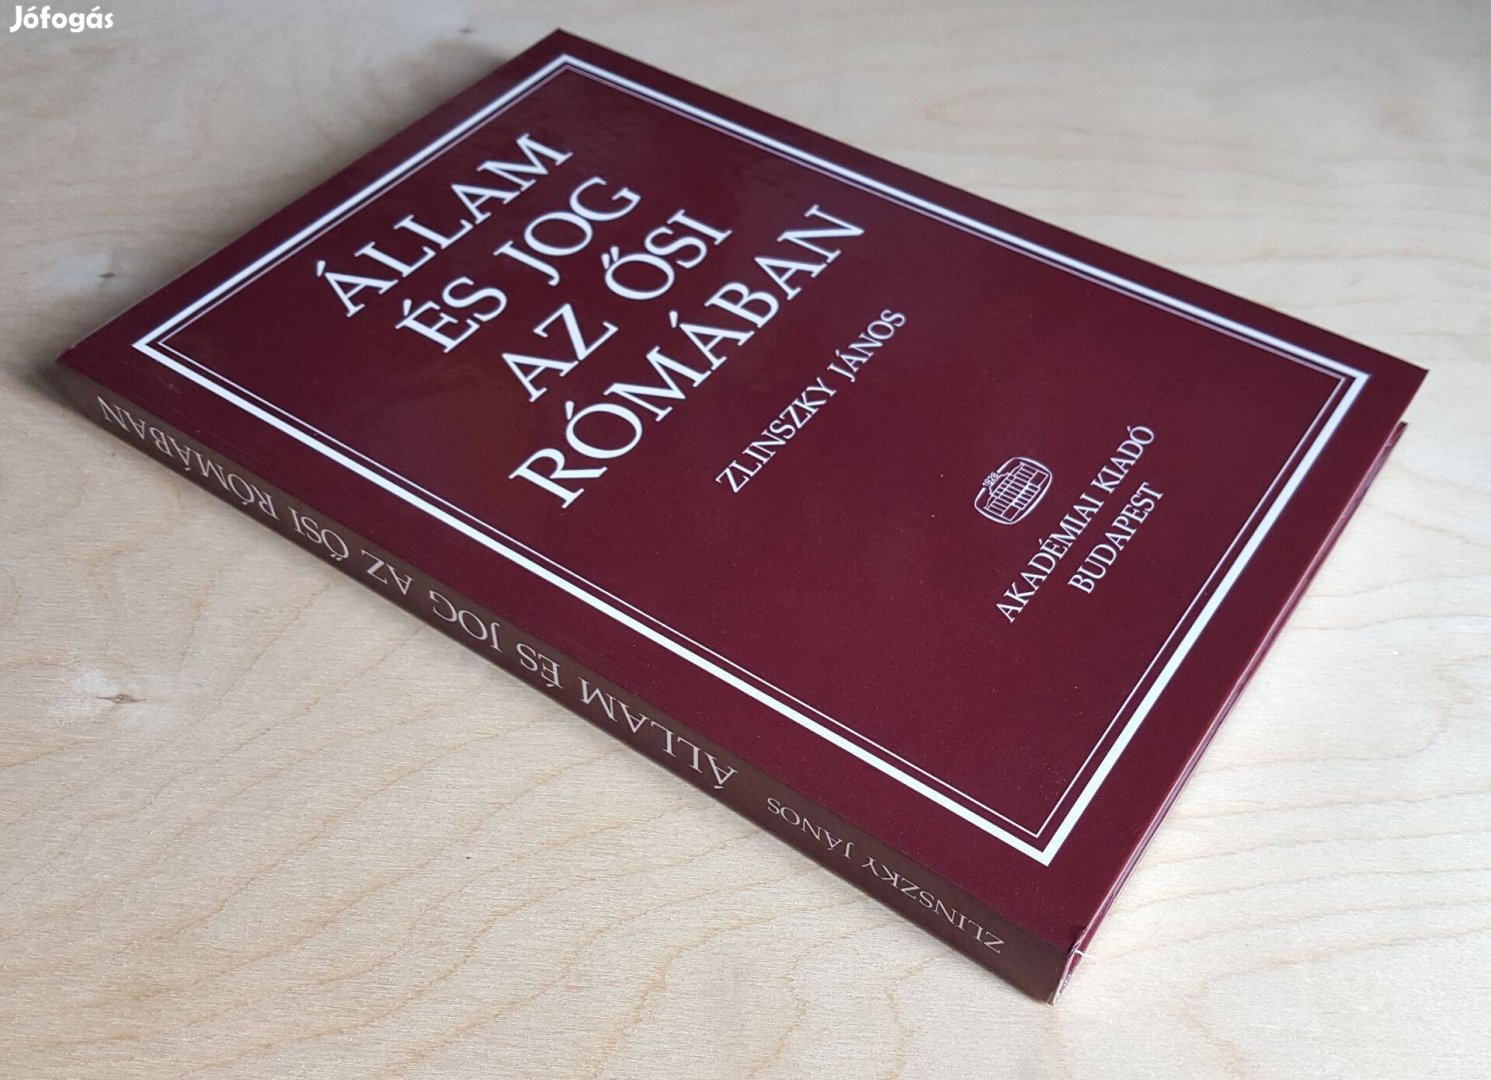 Jófogás
ÁLLAM
ÉS JOG
AZ ŐSI
RÓMÁBAN
ZLINSZKY JÁNOS
1828
AKADÉMIAI KIADÓ
BUDAPEST
ZLINSZKY JÁNOS ÁLLAM ÉS JOG AZ ŐSI RÓMÁBAN